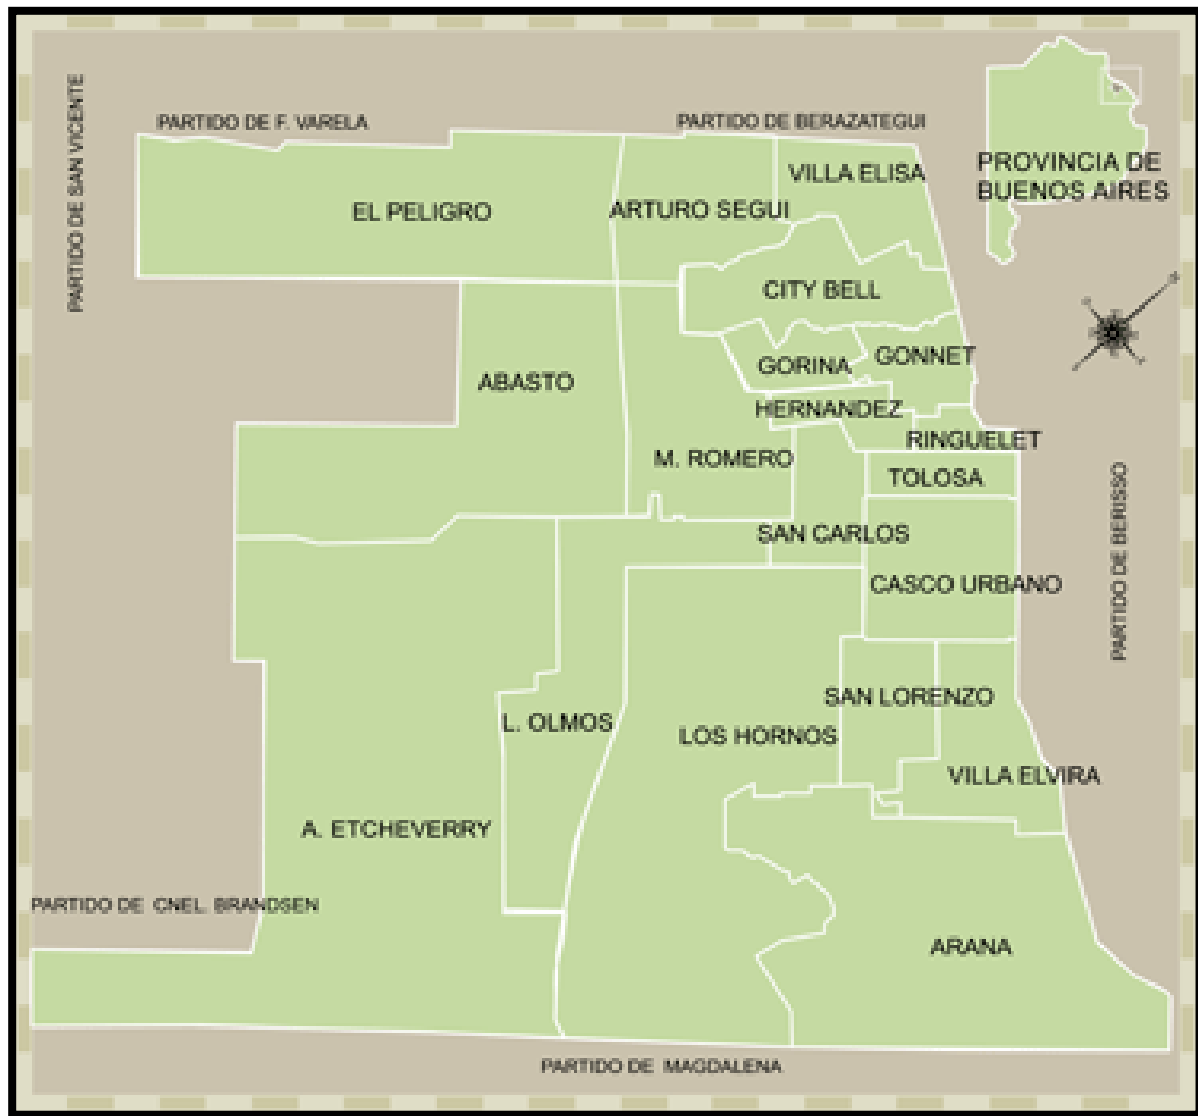 PARTIDO DE SAN VICENTE
PARTIDO DE F. VARELA
PARTIDO DE BERAZATEGUI
PROVINCIA DE
BUENOS AIRES
VILLA ELISA
EL PELIGRO
ARTURO SEGUI
CITY BELL
GORINA
GONNET
ABASTO
HERNANDEZ
RINGUELET
M. ROMERO
TOLOSA
SAN CARLOS
CASCO URBANO
PARTIDO DE BERISSO
SAN LORENZO
L. OLMOS
LOS HORNOS
VILLA ELVIRA
A. ETCHEVERRY
PARTIDO DE CNEL. BRANDSEN
ARANA
PARTIDO DE MAGDALENA